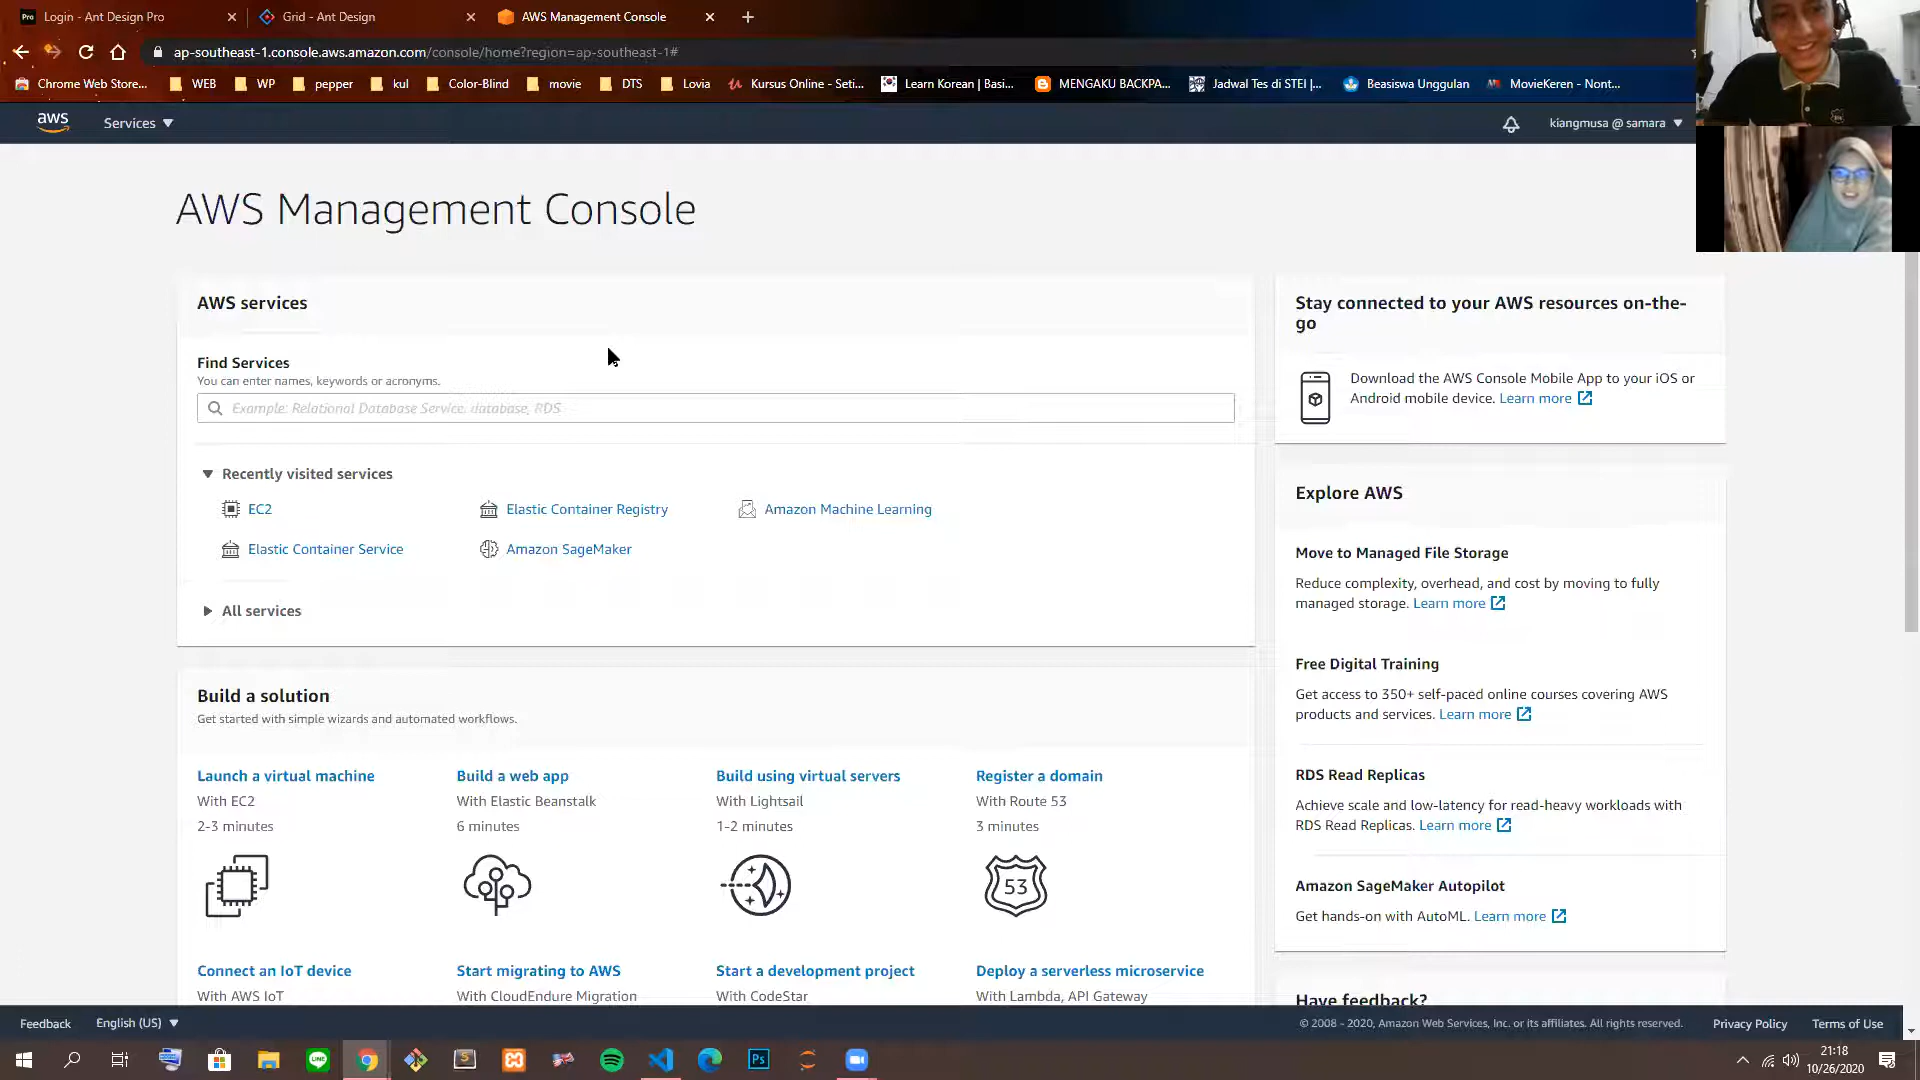 Pro Login - Ant Design Pro
Grid - Ant Design
AWS Management Console
ap-southeast-1.console.aws.amazon.com/console/home?region=ap-southeast-1#
Chrome Web Store...
WEB
WP
pepper
kul
Color-Blind
movie
DTS
Lovia
Kursus Online - Seti...
Learn Korean | Basi...
MENGAKU BACKPA...
Jadwal Tes di STEI |...
Beasiswa Unggulan
MovieKeren - Nont...
aws
Services
kiangmusa @ samara
AWS Management Console
AWS services
Find Services
You can enter names, keywords or acronyms.
Example: Relational Database Service, database, RDS
Recently visited services
EC2
Elastic Container Registry
Amazon Machine Learning
Elastic Container Service
Amazon SageMaker
All services
Build a solution
Get started with simple wizards and automated workflows.
Launch a virtual machine
With EC2
2-3 minutes
Build a web app
With Elastic Beanstalk
6 minutes
Build using virtual servers
With Lightsail
1-2 minutes
Register a domain
With Route 53
3 minutes
53
Connect an IoT device
With AWS IoT
Start migrating to AWS
With CloudEndure Migration
Start a development project
With CodeStar
Deploy a serverless microservice
With Lambda, API Gateway
Stay connected to your AWS resources on-the-
go
Download the AWS Console Mobile App to your iOS or
Android mobile device. Learn more
Explore AWS
Move to Managed File Storage
Reduce complexity, overhead, and cost by moving to fully
managed storage. Learn more
Free Digital Training
Get access to 350+ self-paced online courses covering AWS
products and services. Learn more
RDS Read Replicas
Achieve scale and low-latency for read-heavy workloads with
RDS Read Replicas. Learn more
Amazon SageMaker Autopilot
Get hands-on with AutoML. Learn more
Have feedback?
Feedback
English (US)
© 2008 - 2020, Amazon Web Services, Inc. or its affiliates. All rights reserved.
Privacy Policy
Terms of Use
LINE
S
Ps
21:18
10/26/2020